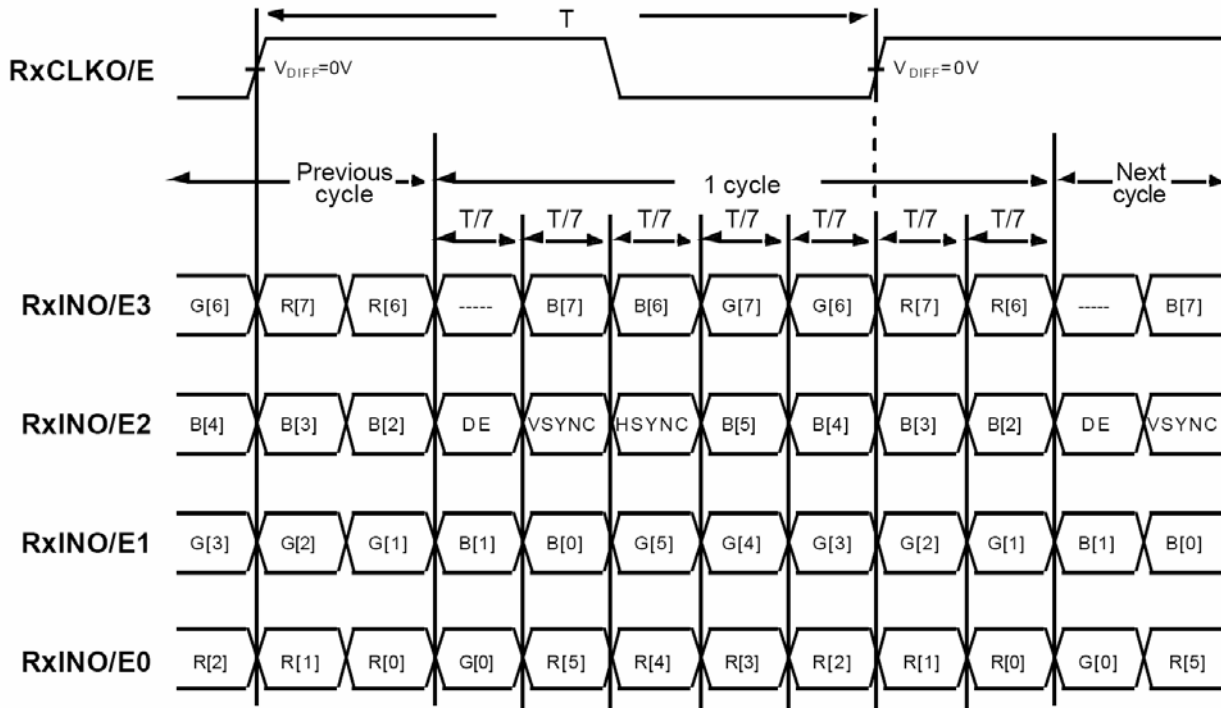 T
RxCLKO/E
VDIFF=0V
VDIFF=0V
Previous cycle
1 cycle
Next cycle
T/7 T/7 T/7 T/7 T/7 T/7 T/7
RxINO/E3 G[6] R[7] R[6] ----- B[7] B[6] G[7] G[6] R[7] R[6] ----- B[7]
RxINO/E2 B[4] B[3] B[2] DE VSYNC HSYNC B[5] B[4] B[3] B[2] DE VSYNC
RxINO/E1 G[3] G[2] G[1] B[1] B[0] G[5] G[4] G[3] G[2] G[1] B[1] B[0]
RxINO/E0 R[2] R[1] R[0] G[0] R[5] R[4] R[3] R[2] R[1] R[0] G[0] R[5]